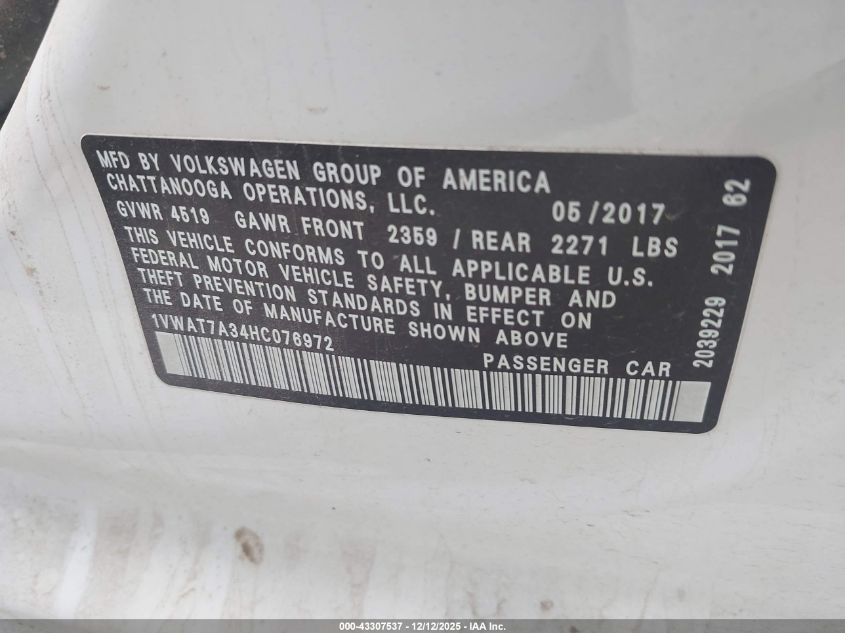 MFD BY VOLKSWAGEN GROUP OF AMERICA
CHATTANOOGA OPERATIONS, LLC. 05/2017
GVWR 4519 GAWR FRONT 2359 / REAR 2271 LBS
THIS VEHICLE CONFORMS TO ALL APPLICABLE U.S.
FEDERAL MOTOR VEHICLE SAFETY, BUMPER AND
THEFT PREVENTION STANDARDS IN EFFECT ON
THE DATE OF MANUFACTURE SHOWN ABOVE
1VWAT7A34HC076972
PASSENGER CAR
2039229 2017 62
000-43307537 - 12/12/2025 - IAA Inc.